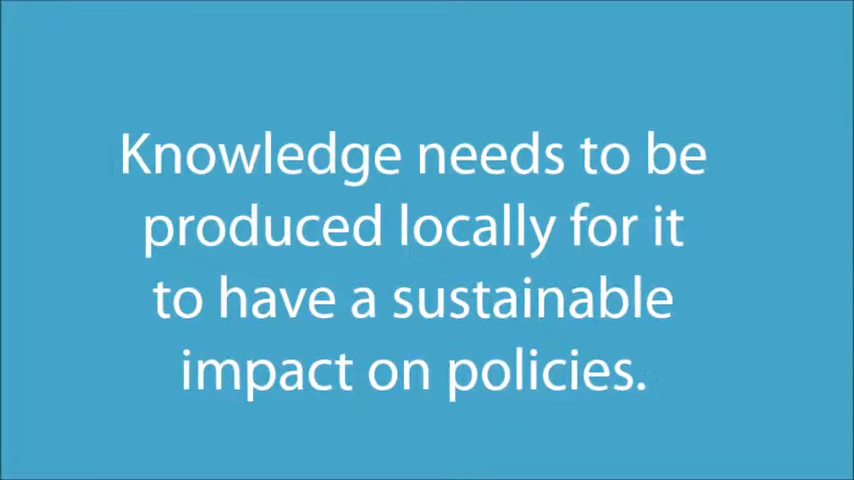 Knowledge needs to be
produced locally for it
to have a sustainable
impact on policies.